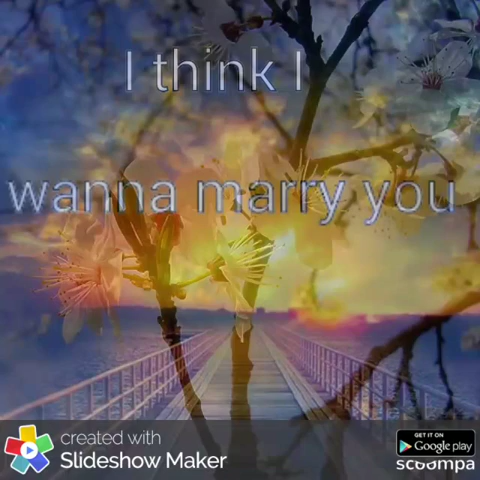 I think I
wanna marry you
created with
Slideshow Maker
GET IT ON
Google play
scoompa